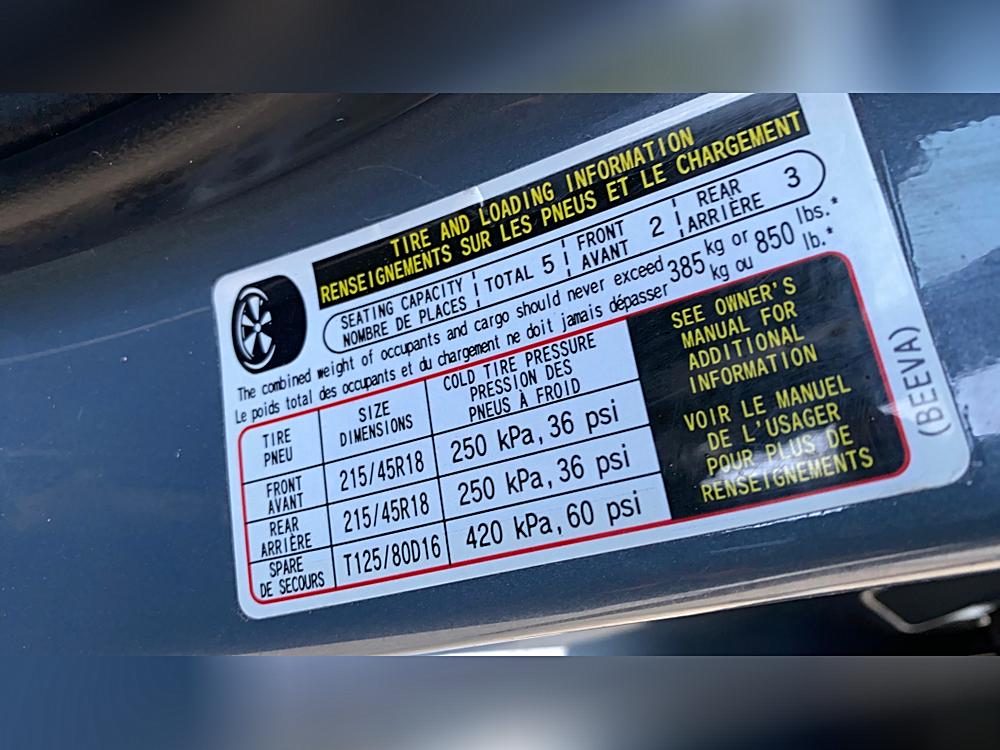 TIRE AND LOADING INFORMATION
RENSEIGNEMENTS SUR LES PNEUS ET LE CHARGEMENT
SEATING CAPACITY
NOMBRE DE PLACES
TOTAL 5
FRONT
AVANT
2
REAR
ARRIÈRE
3
The combined weight of occupants and cargo should never exceed 385 kg or 850 lbs.*
Le poids total des occupants et du chargement ne doit jamais dépasser kg ou lb.*
TIRE
PNEU
SIZE
DIMENSIONS
COLD TIRE PRESSURE
PRESSION DES
PNEUS À FROID
FRONT
AVANT
215/45R18
250 kPa, 36 psi
REAR
ARRIÈRE
215/45R18
250 kPa, 36 psi
SPARE
DE SECOURS
T125/80D16
420 kPa, 60 psi
SEE OWNER'S
MANUAL FOR
ADDITIONAL
INFORMATION
VOIR LE MANUEL
DE L'USAGER
POUR PLUS DE
RENSEIGNEMENTS
(BEEVA)